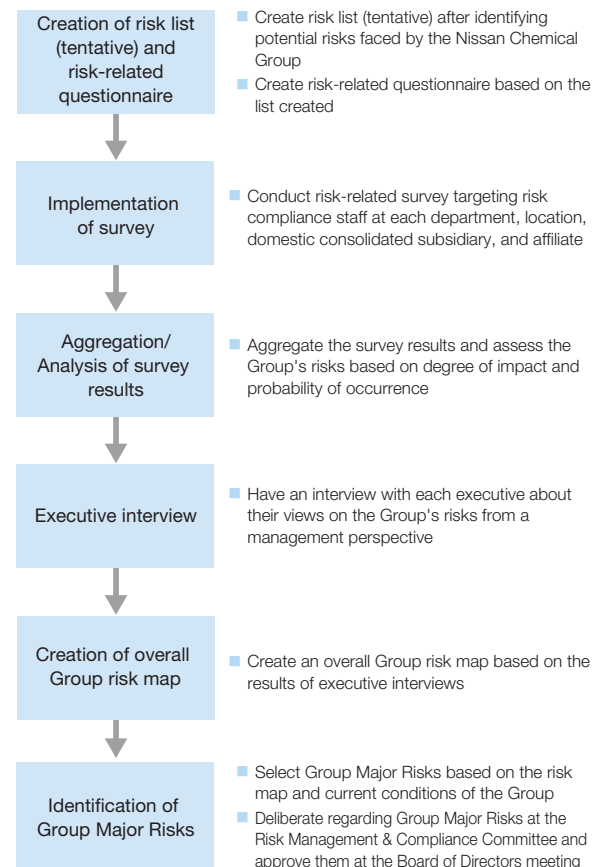 Creation of risk list
(tentative) and
risk-related
questionnaire
■ Create risk list (tentative) after identifying
potential risks faced by the Nissan Chemical
Group
■ Create risk-related questionnaire based on the
list created
Implementation
of survey
■ Conduct risk-related survey targeting risk
compliance staff at each department, location,
domestic consolidated subsidiary, and affiliate
Aggregation/
Analysis of survey
results
■ Aggregate the survey results and assess the
Group's risks based on degree of impact and
probability of occurrence
Executive interview
■ Have an interview with each executive about
their views on the Group's risks from a
management perspective
Creation of overall
Group risk map
■ Create an overall Group risk map based on the
results of executive interviews
Identification of
Group Major Risks
■ Select Group Major Risks based on the risk
map and current conditions of the Group
■ Deliberate regarding Group Major Risks at the
Risk Management & Compliance Committee and
approve them at the Board of Directors meeting